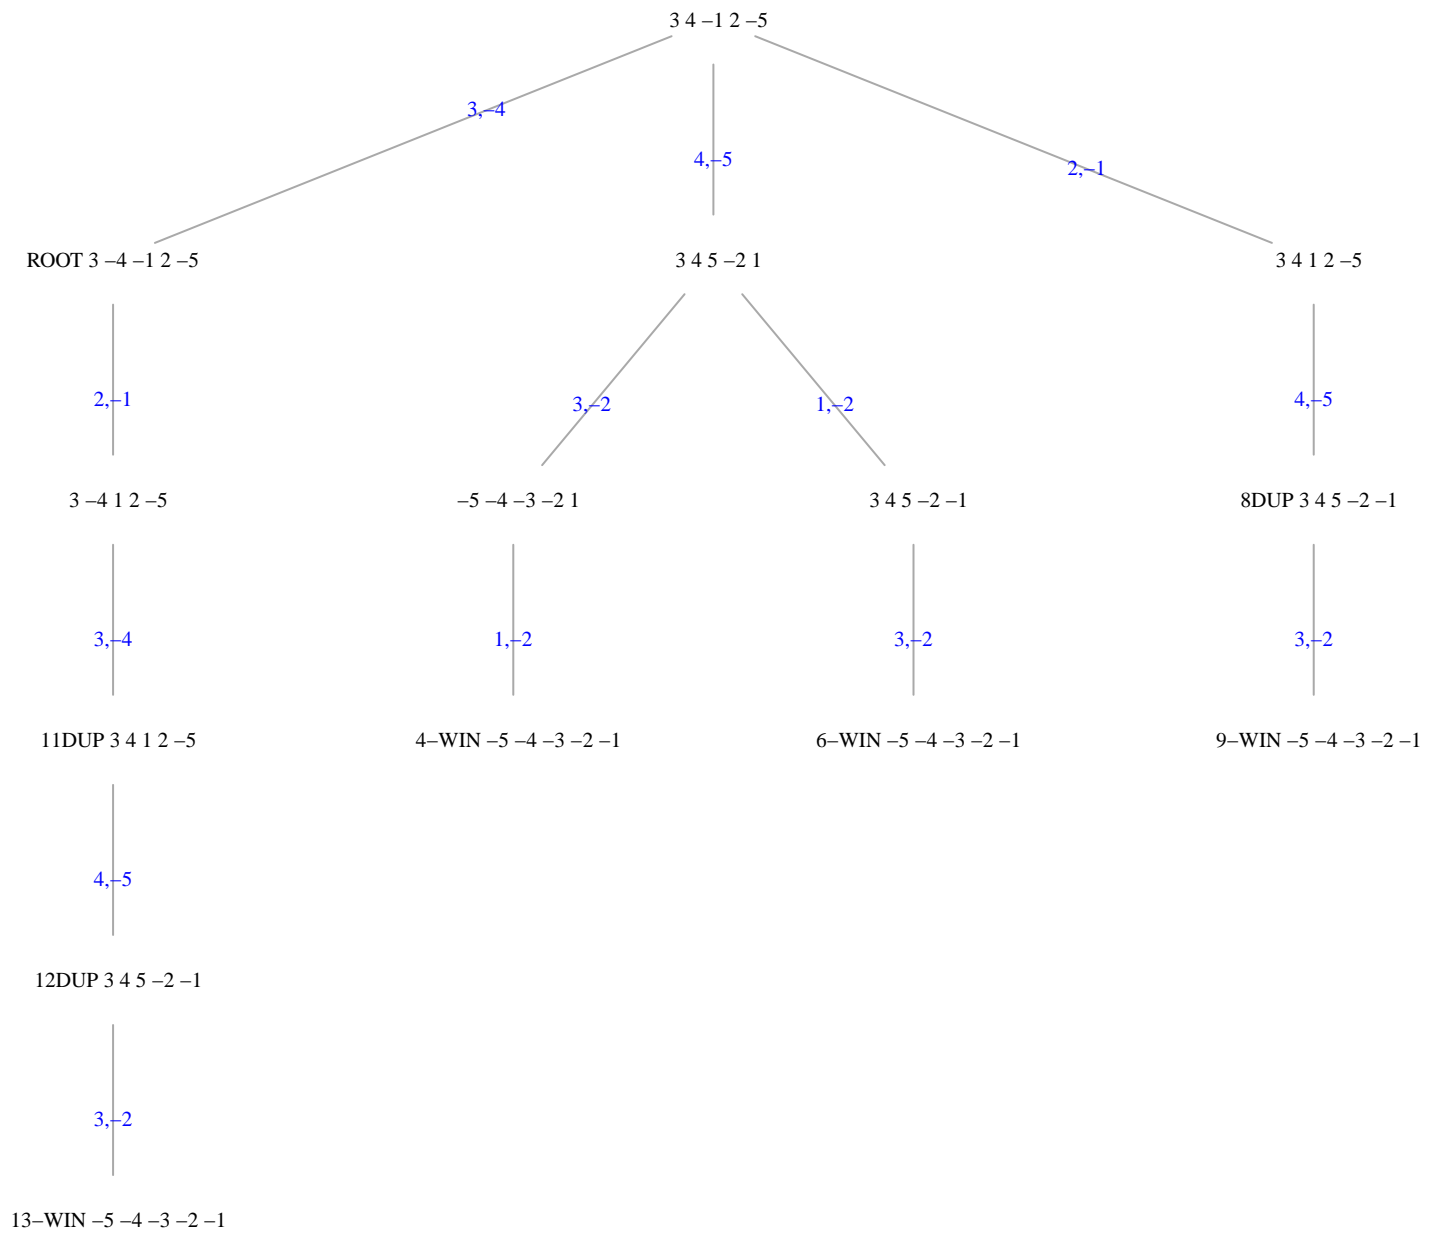 3 4 –1 2 –5
3,–4
4,–5
2,–1
ROOT 3 –4 –1 2 –5
3 4 5 –2 1
3 4 1 2 –5
2,–1
3,–2
1,–2
4,–5
3 –4 1 2 –5
–5 –4 –3 –2 1
3 4 5 –2 –1
8DUP 3 4 5 –2 –1
3,–4
1,–2
3,–2
3,–2
11DUP 3 4 1 2 –5
4–WIN –5 –4 –3 –2 –1
6–WIN –5 –4 –3 –2 –1
9–WIN –5 –4 –3 –2 –1
4,–5
12DUP 3 4 5 –2 –1
3,–2
13–WIN –5 –4 –3 –2 –1